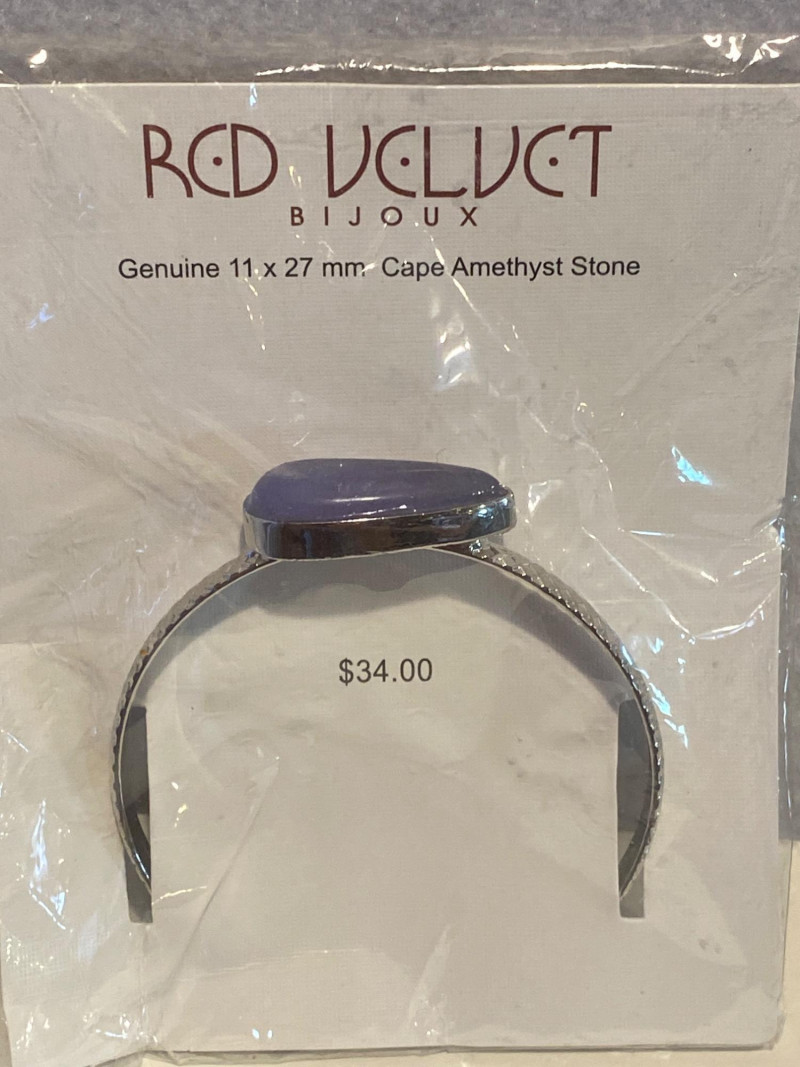 RED VELVET
BIJOUX
Genuine 11 x 27 mm Cape Amethyst Stone
$34.00